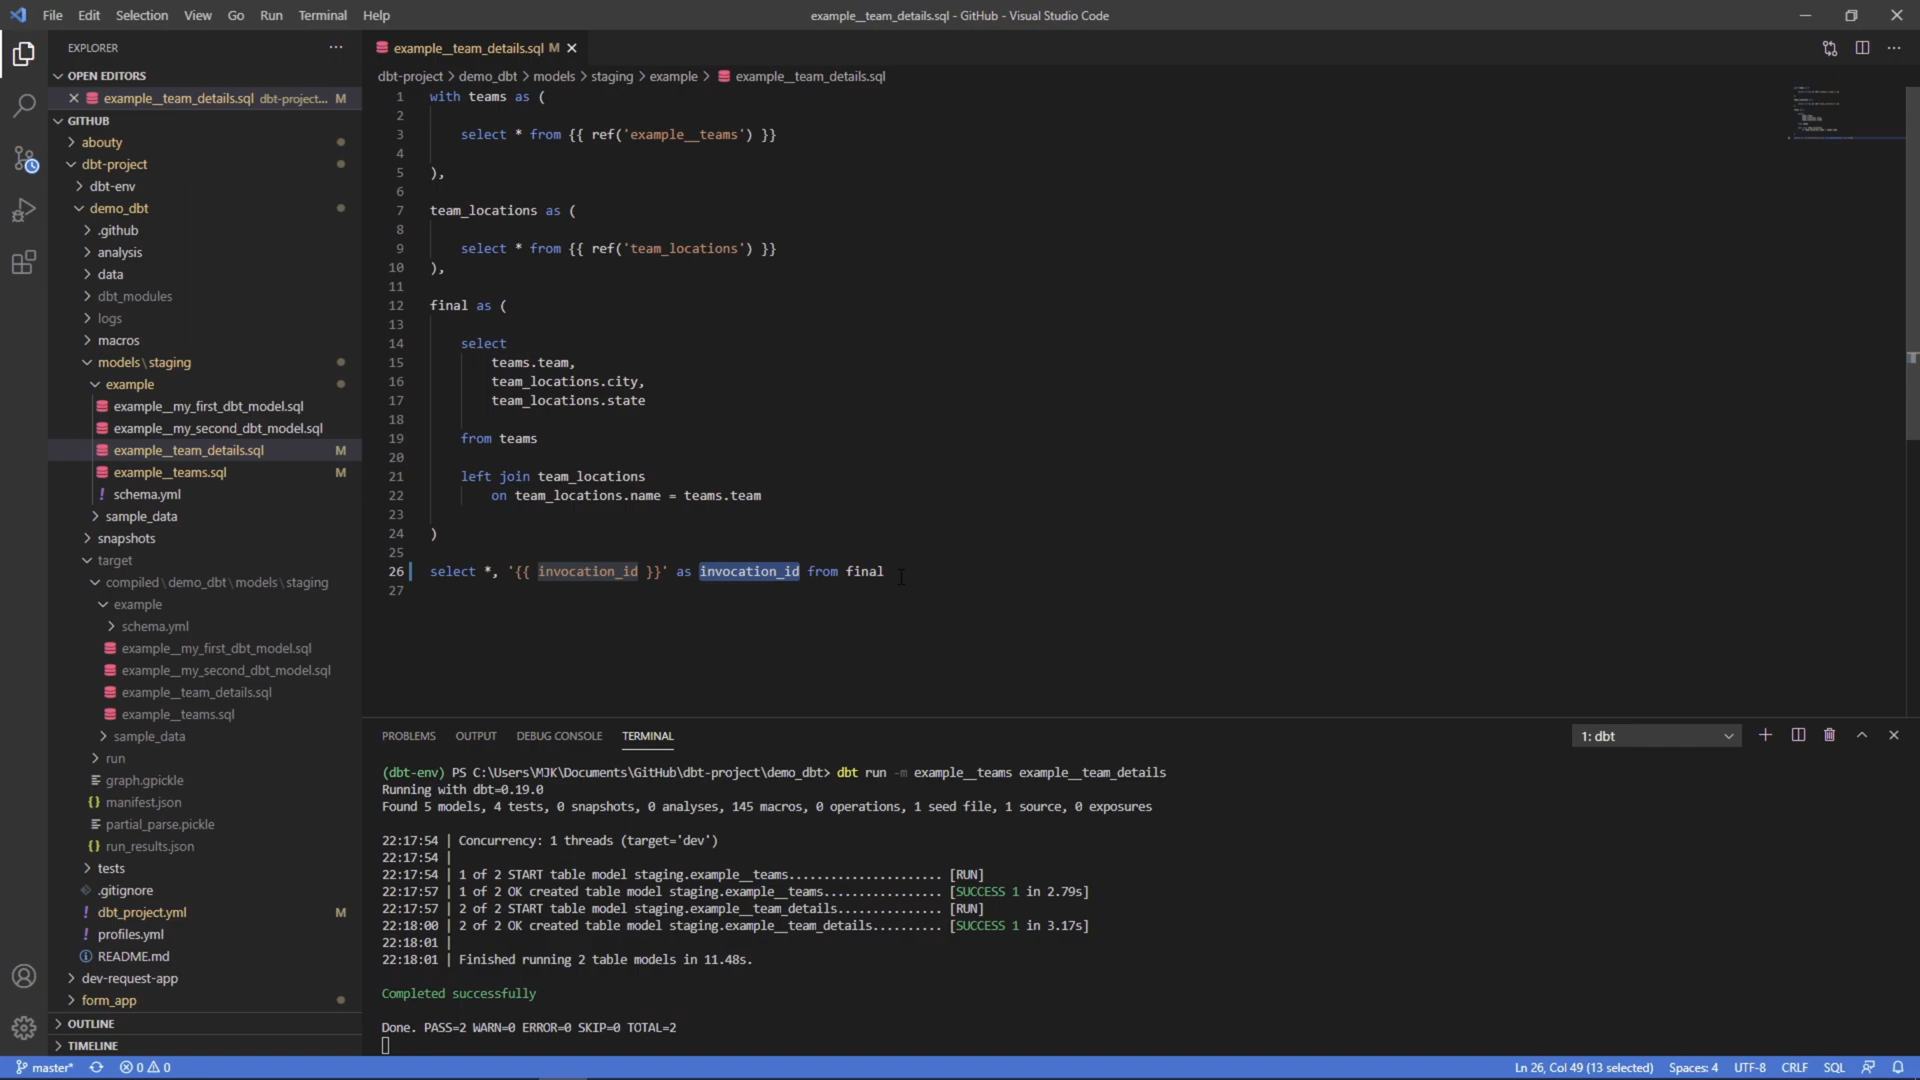 File Edit Selection View Go Run Terminal Help
example__team_details.sql - GitHub - Visual Studio Code
EXPLORER
OPEN EDITORS
example__team_details.sql dbt-project... M
GITHUB
abouty
dbt-project
dbt-env
demo_dbt
.github
analysis
data
dbt_modules
logs
macros
models\staging
example
example__my_first_dbt_model.sql
example__my_second_dbt_model.sql
example__team_details.sql M
example__teams.sql M
schema.yml
sample_data
snapshots
target
compiled\demo_dbt\models\staging
example
schema.yml
example__my_first_dbt_model.sql
example__my_second_dbt_model.sql
example__team_details.sql
example__teams.sql
sample_data
run
graph.gpickle
manifest.json
partial_parse.pickle
run_results.json
tests
.gitignore
dbt_project.yml M
profiles.yml
README.md
dev-request-app
form_app
OUTLINE
TIMELINE
example__team_details.sql M
dbt-project > demo_dbt > models > staging > example > example__team_details.sql
1 with teams as (
2
3 select * from {{ ref('example__teams') }}
4
5 ),
6
7 team_locations as (
8
9 select * from {{ ref('team_locations') }}
10 ),
11
12 final as (
13
14 select
15 teams.team,
16 team_locations.city,
17 team_locations.state
18
19 from teams
20
21 left join team_locations
22 on team_locations.name = teams.team
23
24 )
25
26 select *, '{{ invocation_id }}' as invocation_id from final
27
PROBLEMS OUTPUT DEBUG CONSOLE TERMINAL 1: dbt
(dbt-env) PS C:\Users\MJK\Documents\GitHub\dbt-project\demo_dbt> dbt run -m example__teams example__team_details
Running with dbt=0.19.0
Found 5 models, 4 tests, 0 snapshots, 0 analyses, 145 macros, 0 operations, 1 seed file, 1 source, 0 exposures
22:17:54 | Concurrency: 1 threads (target='dev')
22:17:54 |
22:17:54 | 1 of 2 START table model staging.example__teams...................... [RUN]
22:17:57 | 1 of 2 OK created table model staging.example__teams................. [SUCCESS 1 in 2.79s]
22:17:57 | 2 of 2 START table model staging.example__team_details............... [RUN]
22:18:00 | 2 of 2 OK created table model staging.example__team_details.......... [SUCCESS 1 in 3.17s]
22:18:01 |
22:18:01 | Finished running 2 table models in 11.48s.
Completed successfully
Done. PASS=2 WARN=0 ERROR=0 SKIP=0 TOTAL=2
master* 0 0 Ln 26, Col 49 (13 selected) Spaces: 4 UTF-8 CRLF SQL